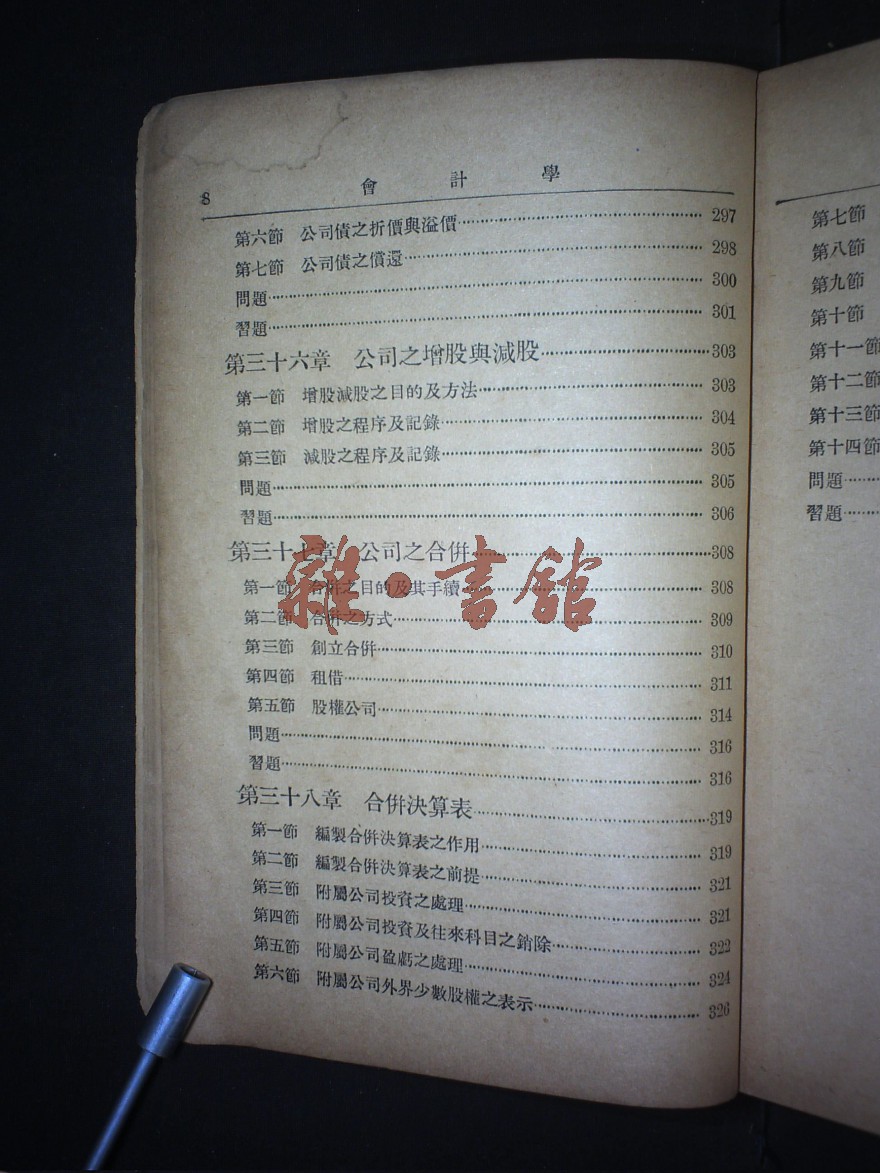 8 會計學
第六節 公司債之折價與溢價 297
第七節 公司債之償還 298
問題 300
習題 301
第三十六章 公司之增股與減股 303
第一節 增股減股之目的及方法 303
第二節 增股之程序及記錄 304
第三節 減股之程序及記錄 305
問題 305
習題 306
第三十七章 公司之合併 308
第一節 合併之目的及其手續 308
第二節 合併之方式 309
第三節 創立合併 310
第四節 租借 311
第五節 股權公司 314
問題 316
習題 316
第三十八章 合併決算表 319
第一節 編製合併決算表之作用 319
第二節 編製合併決算表之前提 321
第三節 附屬公司投資之處理 321
第四節 附屬公司投資及往來科目之銷除 322
第五節 附屬公司盈虧之處理 324
第六節 附屬公司外界少數股權之表示 326
雜·書館
第七節
第八節
第九節
第十節
第十一節
第十二節
第十三節
第十四節
問題
習題